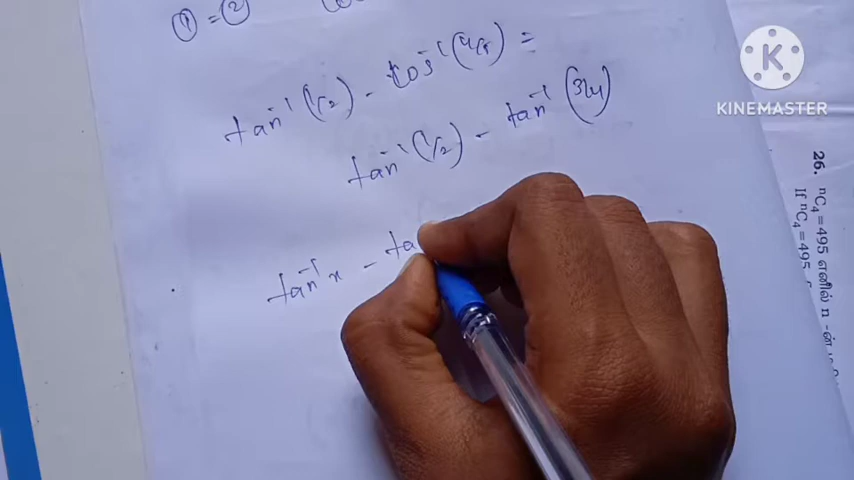 ① = ②
tan⁻¹(1/2) - cos⁻¹(4/5) =
tan⁻¹(1/2) - tan⁻¹(3/4)
tan⁻¹x - ta
KINEMASTER
26. ⁿC₄ = 495 எனில் n -ன் ம
If ⁿC₄ = 495,